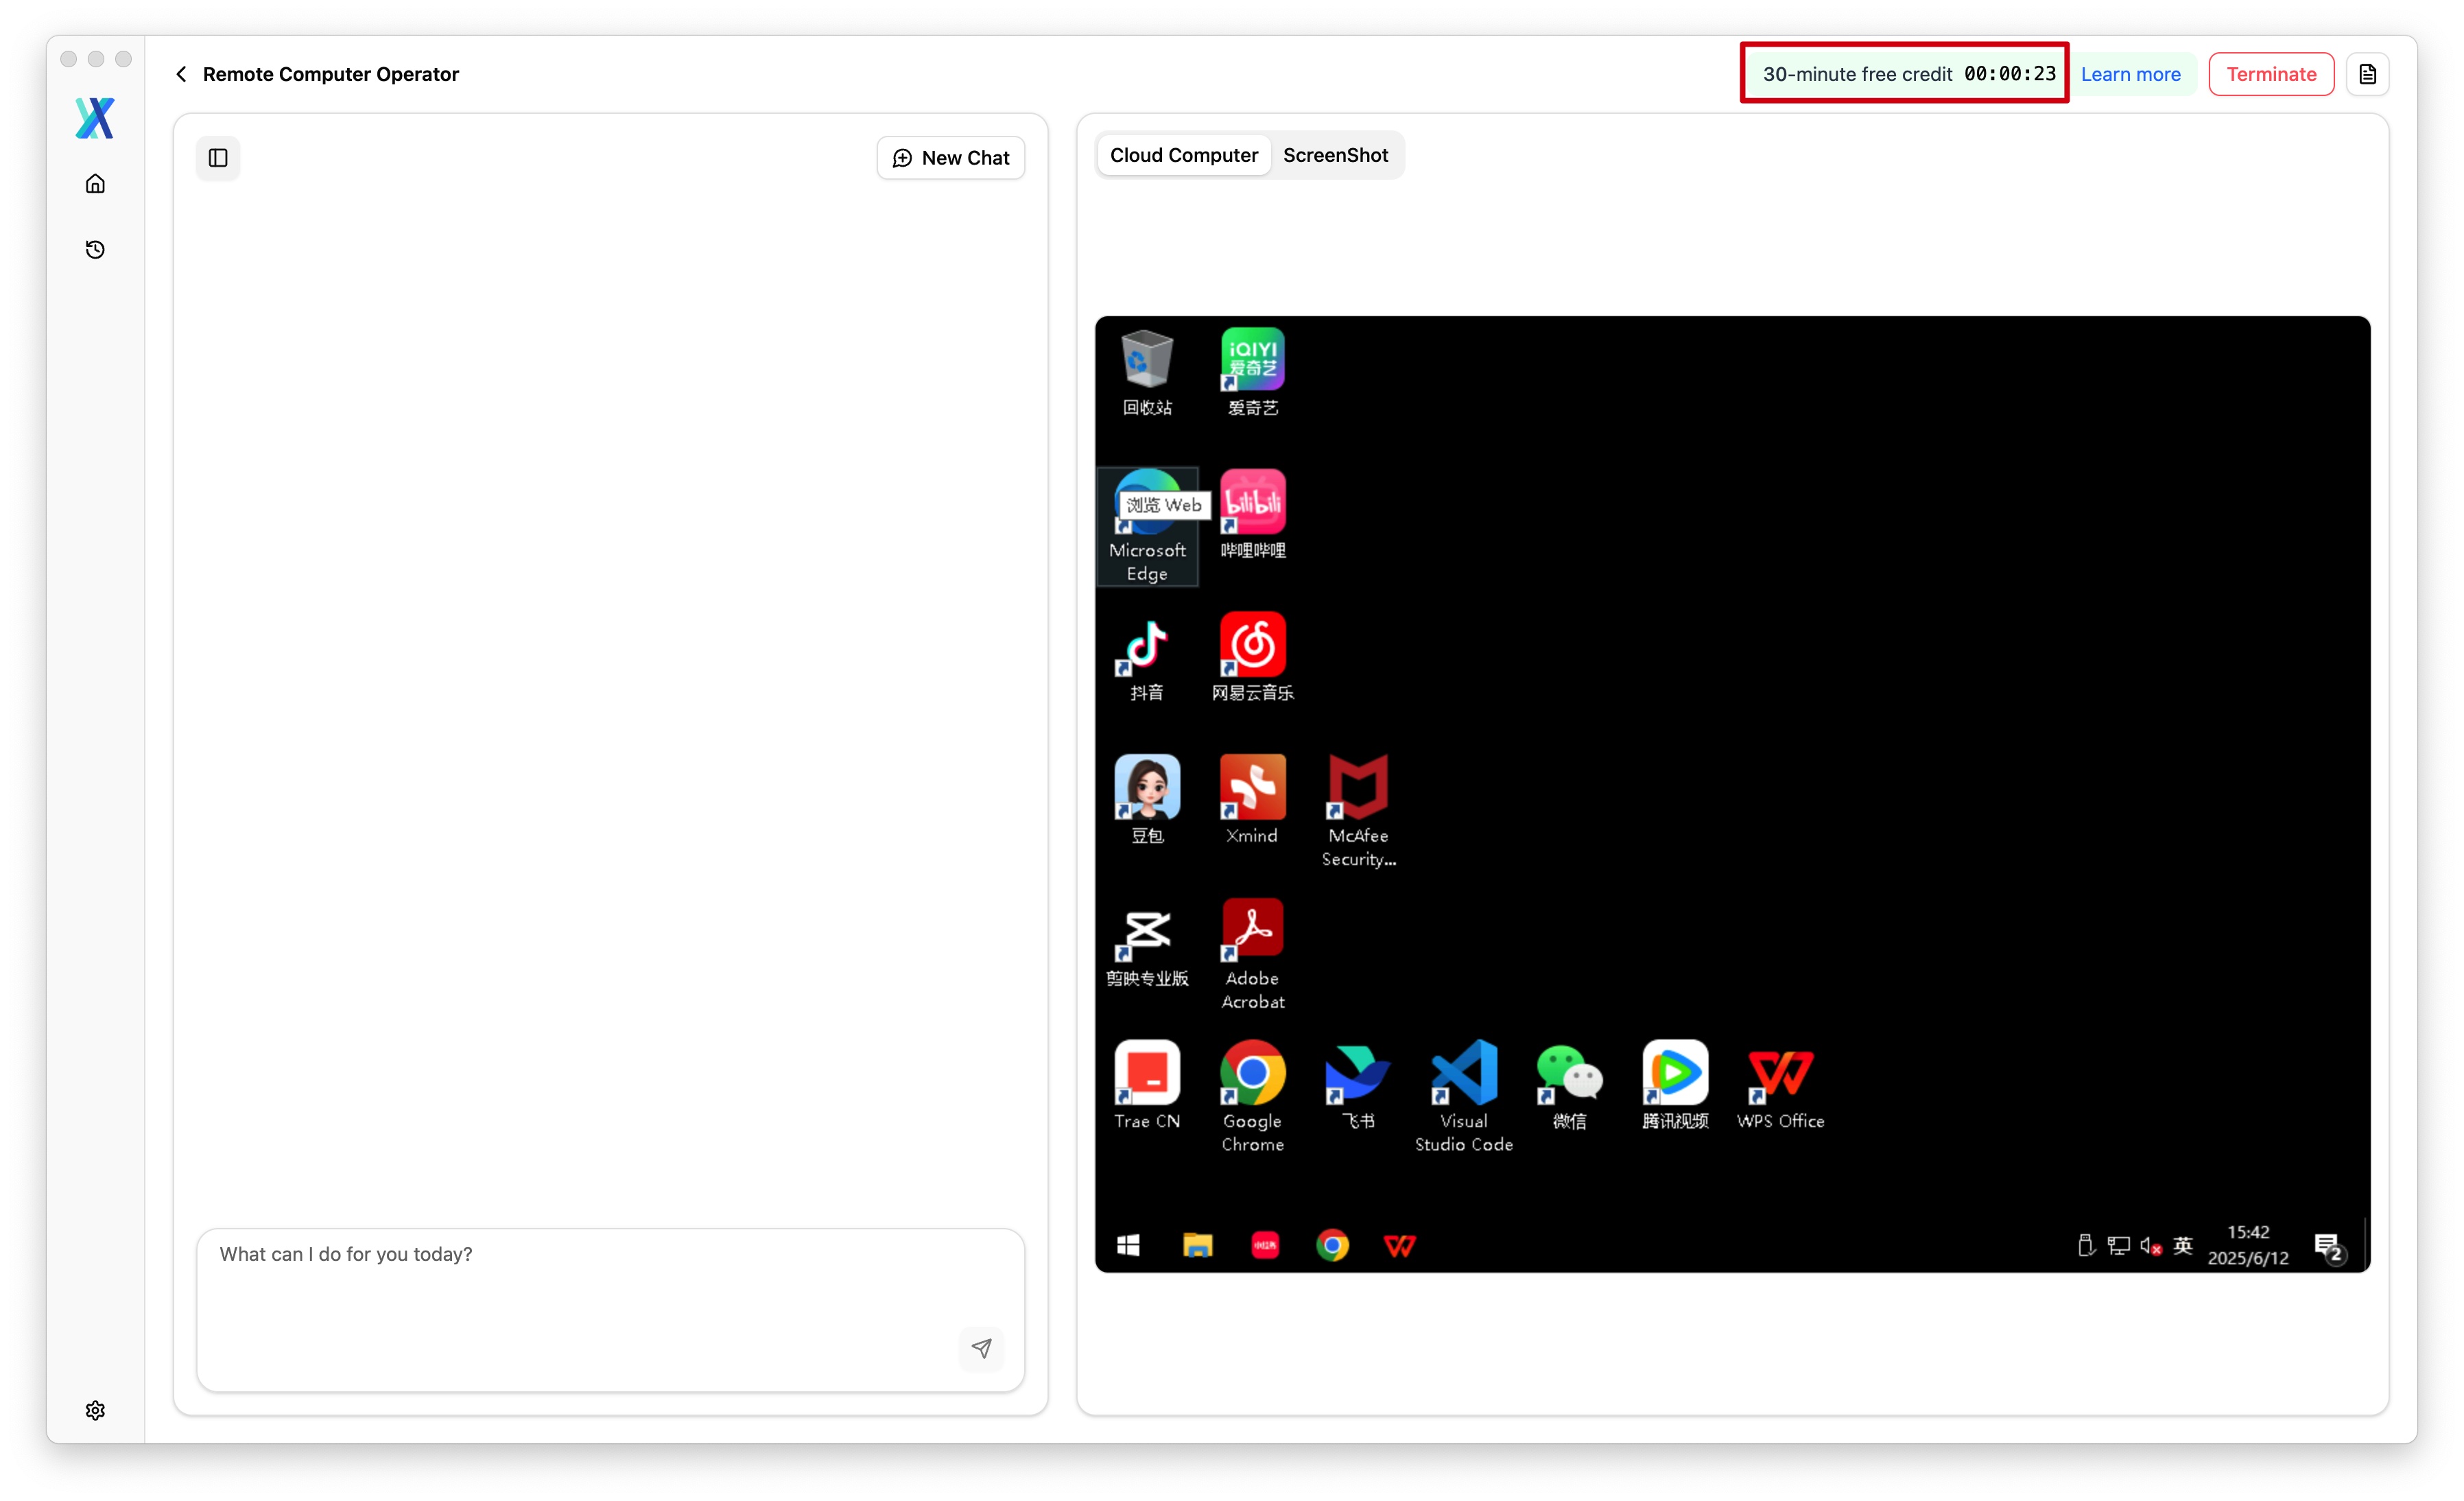 Remote Computer Operator
30-minute free credit 00:00:23
Learn more
Terminate
New Chat
Cloud Computer
ScreenShot
iQIYI
爱奇艺
回收站
爱奇艺
浏览 Web
bilibili
Microsoft
Edge
哔哩哔哩
抖音
网易云音乐
豆包
Xmind
McAfee
Security...
剪映专业版
Adobe
Acrobat
Trae CN
Google
Chrome
飞书
Visual
Studio Code
微信
腾讯视频
WPS Office
What can I do for you today?
小红书
英
15:42
2025/6/12
2